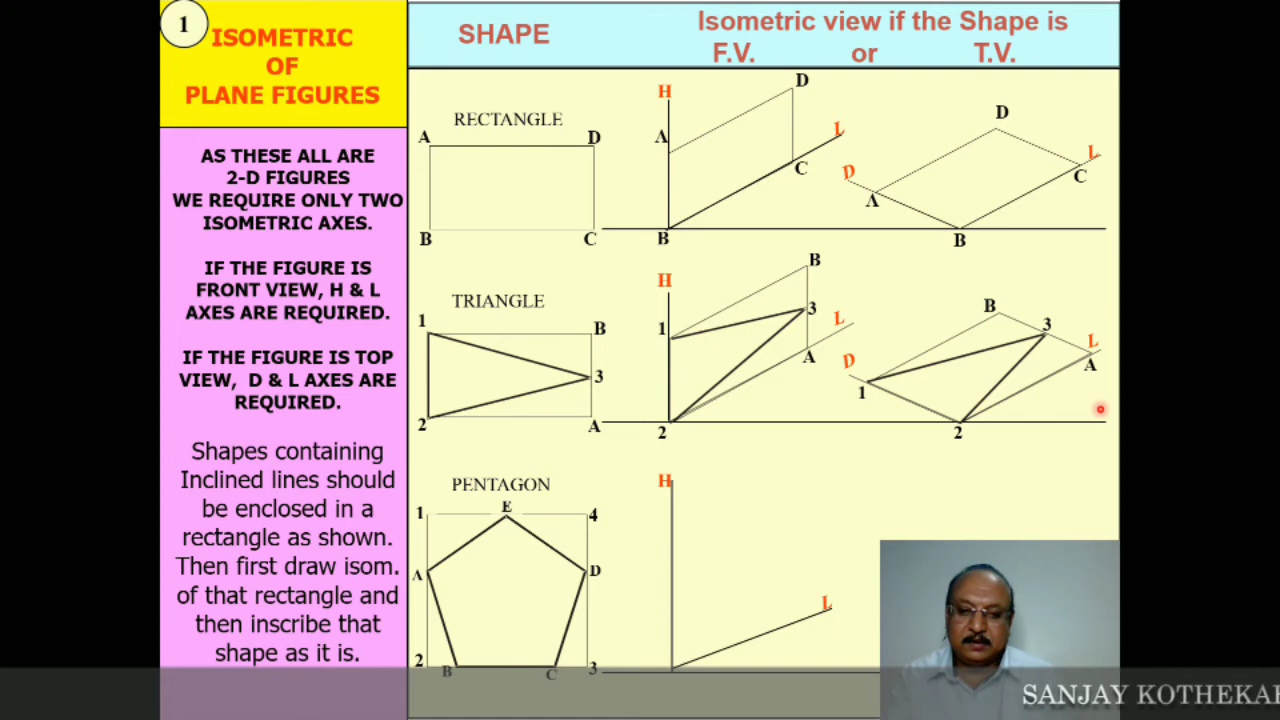 1
ISOMETRIC
OF
PLANE FIGURES
AS THESE ALL ARE
2-D FIGURES
WE REQUIRE ONLY TWO
ISOMETRIC AXES.
IF THE FIGURE IS
FRONT VIEW, H & L
AXES ARE REQUIRED.
IF THE FIGURE IS TOP
VIEW, D & L AXES ARE
REQUIRED.
Shapes containing
Inclined lines should
be enclosed in a
rectangle as shown.
Then first draw isom.
of that rectangle and
then inscribe that
shape as it is.
SHAPE
Isometric view if the Shape is
F.V. or T.V.
RECTANGLE
A D
B C
H
A D
L
B C
D
D L
A C
B
TRIANGLE
1 B
3
2 A
H
B
1 3
L
A
2
B 3
D L
1 A
2
PENTAGON
1 E 4
A D
2 B C 3
H
L
SANJAY KOTHEKAR